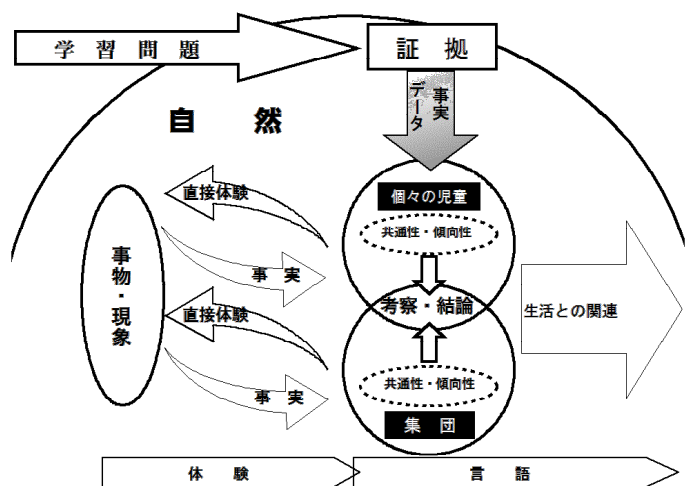 学習問題
証拠
データ
事実
自然
個々の児童
共通性・傾向性
直接体験
事実
事物・現象
考察・結論
生活との関連
直接体験
事実
共通性・傾向性
集団
体験
言語